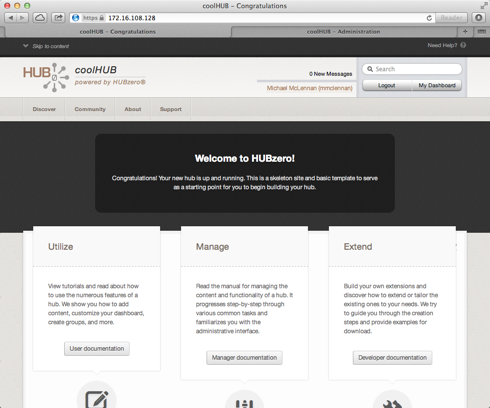 coolHUB – Congratulations
https 172.16.108.128 Reader
coolHUB – Congratulations coolHUB – Administration
Skip to content Need Help?
HUB 0
coolHUB
powered by HUBzero®
0 New Messages
Michael McLennan (mmclennan)
Search
Logout My Dashboard
Discover Community About Support
Welcome to HUBzero!
Congratulations! Your new hub is up and running. This is a skeleton site and basic template to serve
as a starting point for you to begin building your hub.
Utilize
View tutorials and read about how
to use the numerous features of a
hub. We show you how to add
content, customize your dashboard,
create groups, and more.
User documentation
Manage
Read the manual for managing the
content and functionality of a hub. It
progresses step-by-step through
various common tasks and
familiarizes you with the
administrative interface.
Manager documentation
Extend
Build your own extensions and
discover how to extend or tailor the
existing ones to your needs. We try
to guide you through the creation
steps and provide examples for
download.
Developer documentation